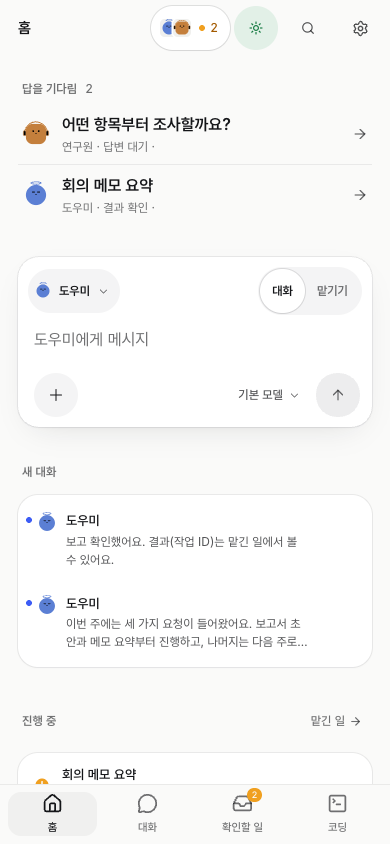 홈
2
답을 기다림 2
어떤 항목부터 조사할까요?
연구원 · 답변 대기 ·
회의 메모 요약
도우미 · 결과 확인 ·
도우미
대화
맡기기
도우미에게 메시지
기본 모델
새 대화
도우미
보고 확인했어요. 결과(작업 ID)는 맡긴 일에서 볼
수 있어요.
도우미
이번 주에는 세 가지 요청이 들어왔어요. 보고서 초
안과 메모 요약부터 진행하고, 나머지는 다음 주로...
진행 중
맡긴 일
회의 메모 요약
2
홈
대화
확인할 일
코딩